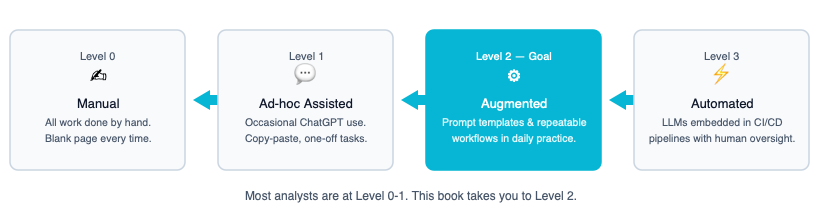 Level 0
Manual
All work done by hand.
Blank page every time.
Level 1
Ad-hoc Assisted
Occasional ChatGPT use.
Copy-paste, one-off tasks.
Level 2 — Goal
Augmented
Prompt templates & repeatable
workflows in daily practice.
Level 3
Automated
LLMs embedded in CI/CD
pipelines with human oversight.
Most analysts are at Level 0-1. This book takes you to Level 2.